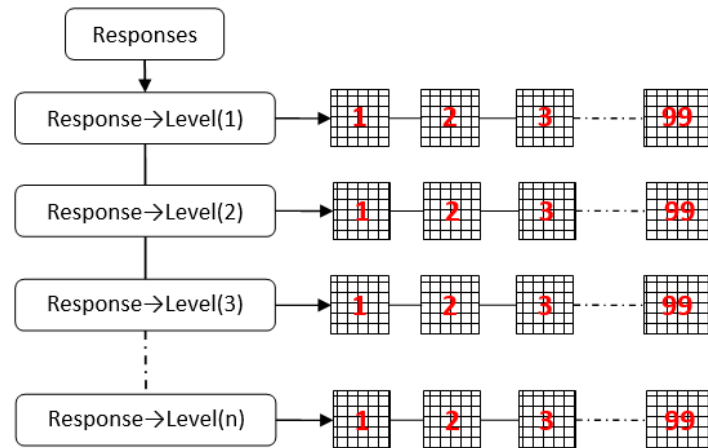 Responses
Response→Level(1)
1 2 3 99
Response→Level(2)
1 2 3 99
Response→Level(3)
1 2 3 99
Response→Level(n)
1 2 3 99